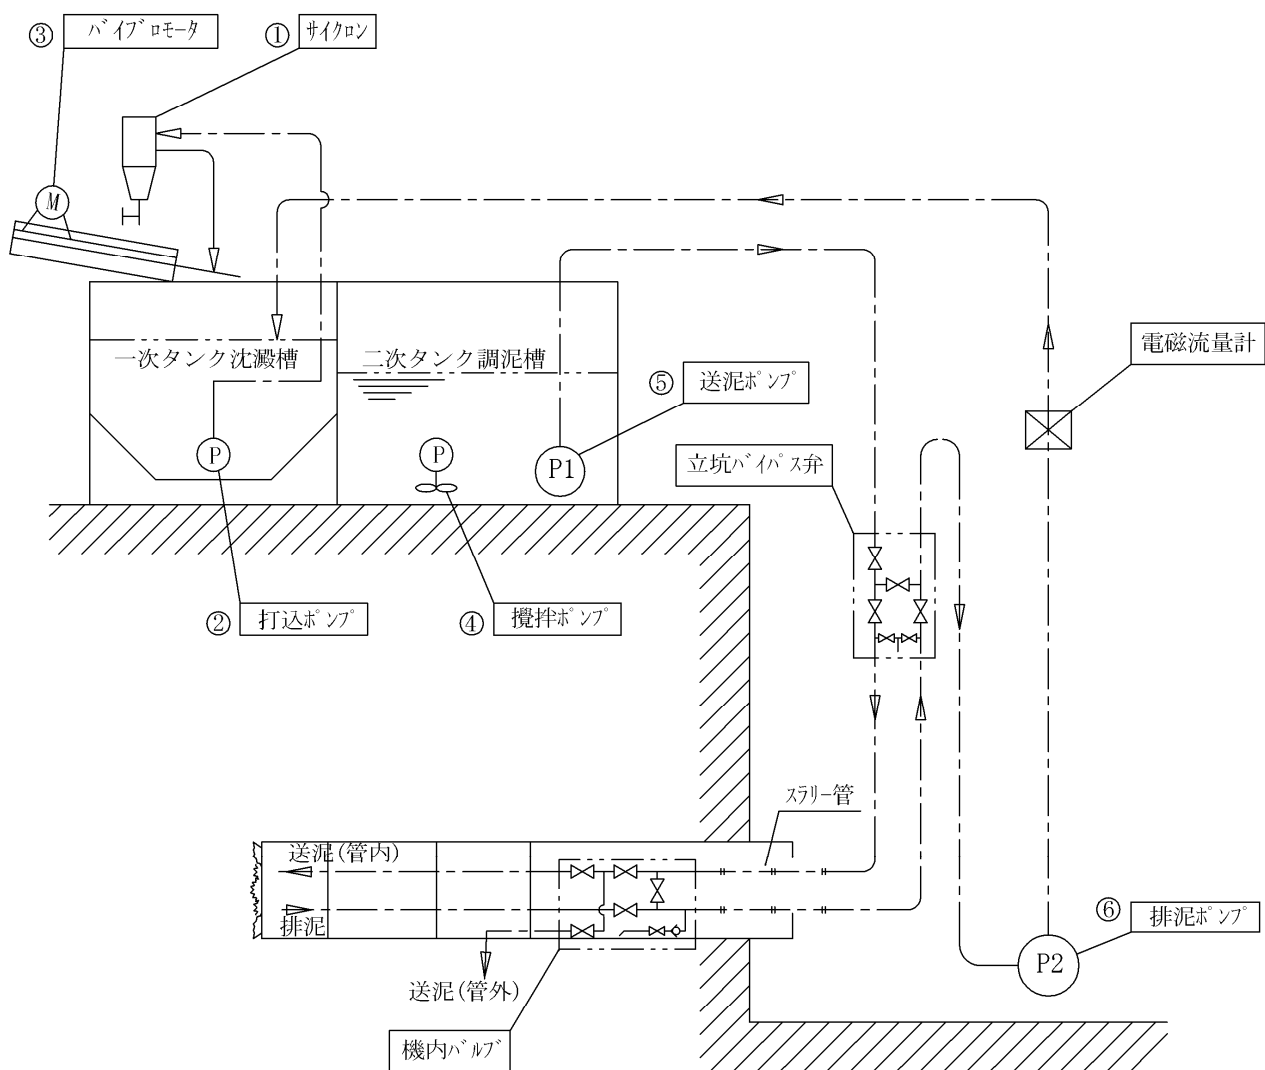 ③ バイブロモータ
① サイクロン
M
一次タンク沈澱槽
二次タンク調泥槽
電磁流量計
⑤ 送泥ポンプ
P
P
P1
立坑バイパス弁
② 打込ポンプ
④ 攪拌ポンプ
スラリー管
送泥(管内)
排泥
⑥ 排泥ポンプ
P2
送泥(管外)
機内バルブ